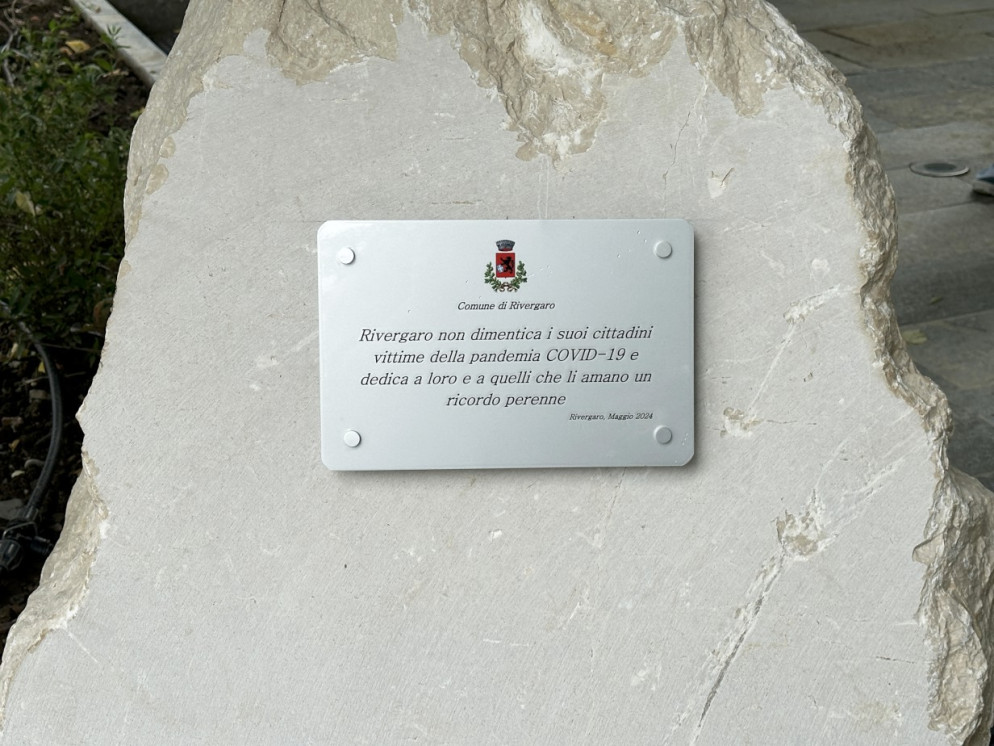 Comune di Rivergaro
Rivergaro non dimentica i suoi cittadini
vittime della pandemia COVID-19 e
dedica a loro e a quelli che li amano un
ricordo perenne
Rivergaro, Maggio 2024